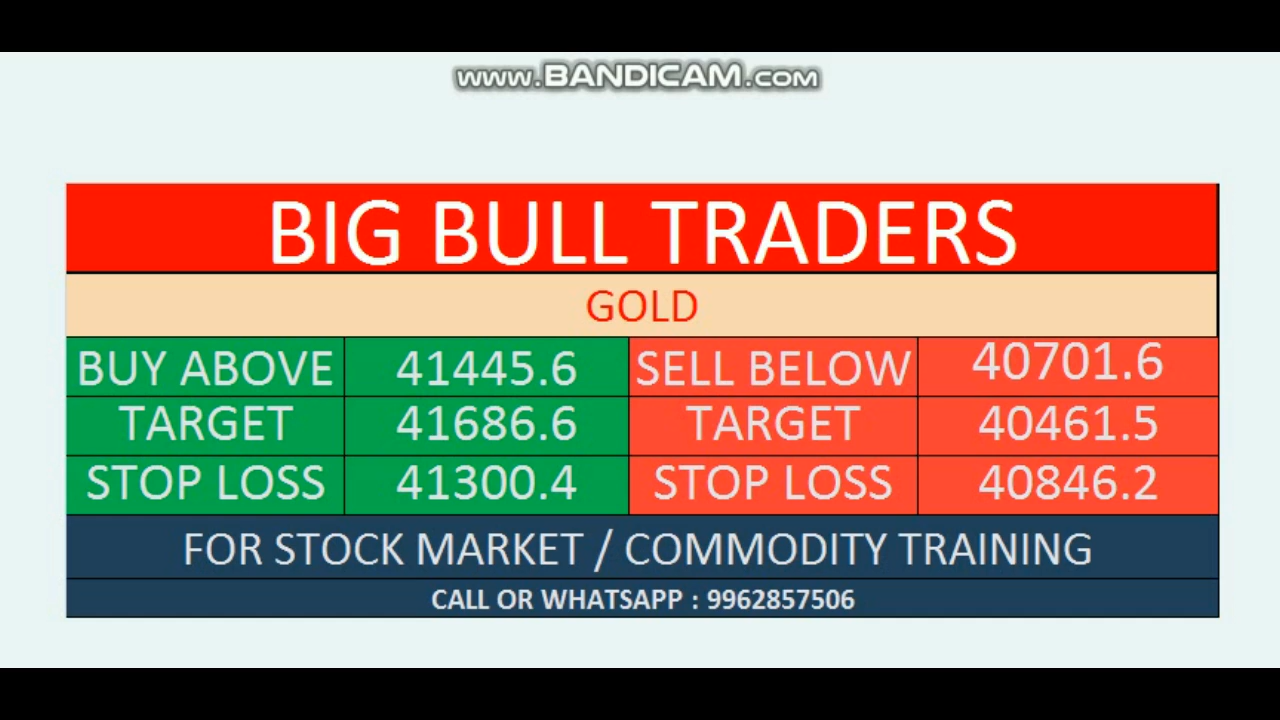 www.BANDICAM.com
BIG BULL TRADERS
GOLD
BUY ABOVE 41445.6 SELL BELOW 40701.6
TARGET 41686.6 TARGET 40461.5
STOP LOSS 41300.4 STOP LOSS 40846.2
FOR STOCK MARKET / COMMODITY TRAINING
CALL OR WHATSAPP : 9962857506